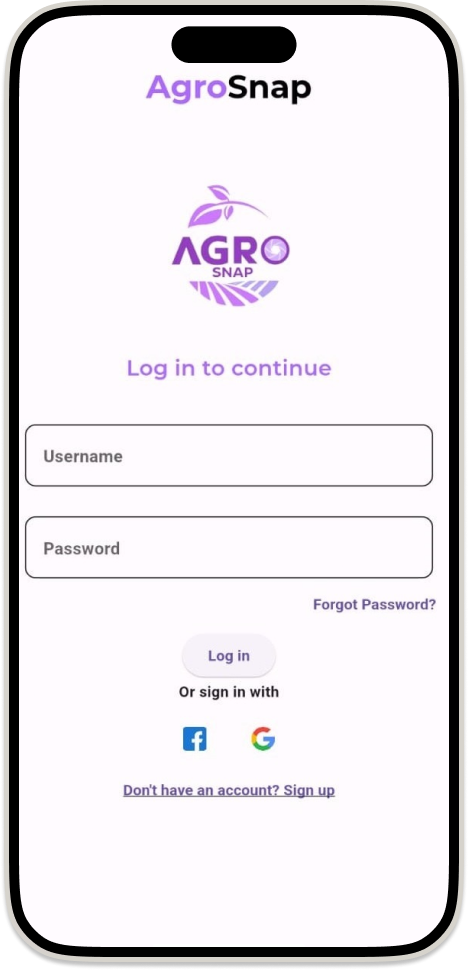 AgroSnap
AGRO
SNAP
Log in to continue
Username
Password
Forgot Password?
Log in
Or sign in with
Don't have an account? Sign up